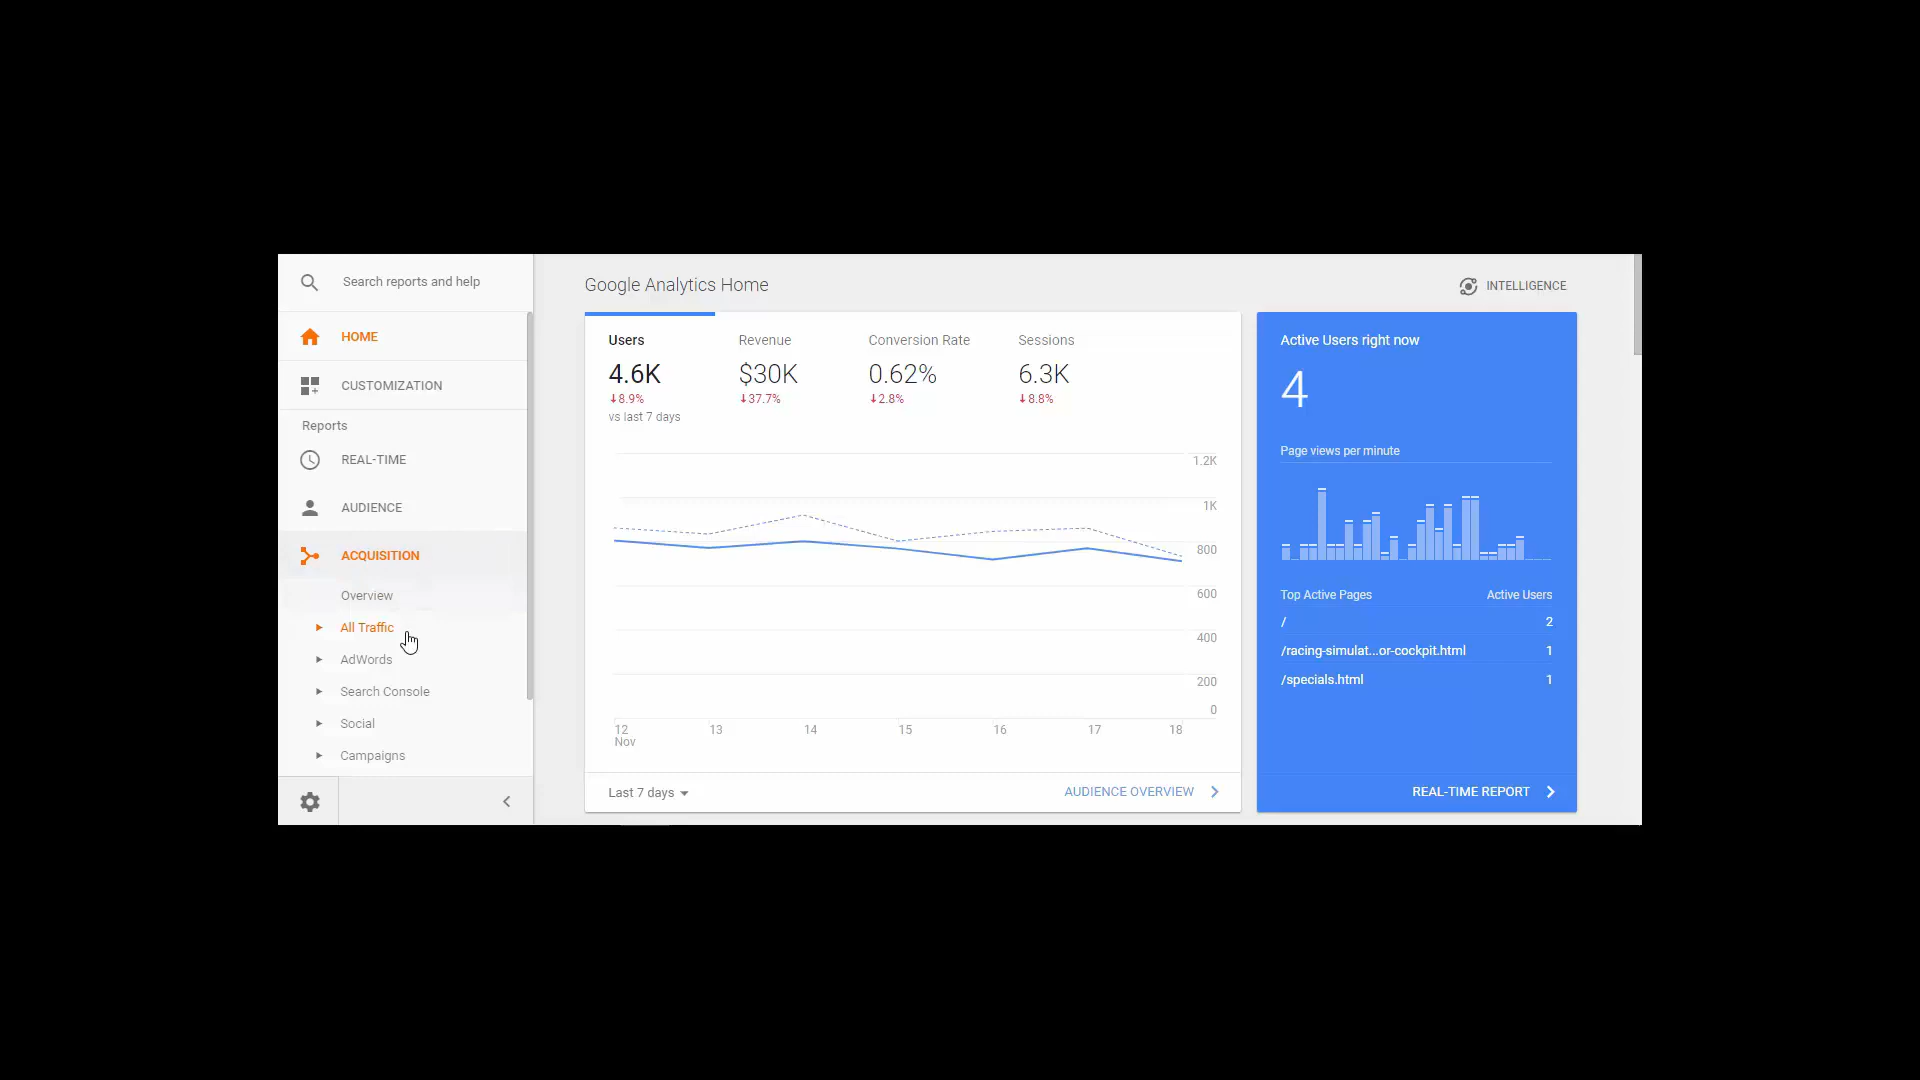 Search reports and help
HOME
CUSTOMIZATION
Reports
REAL-TIME
AUDIENCE
ACQUISITION
Overview
All Traffic
AdWords
Search Console
Social
Campaigns
Google Analytics Home
INTELLIGENCE
Users
4.6K
8.9%
vs last 7 days
Revenue
$30K
37.7%
Conversion Rate
0.62%
2.8%
Sessions
6.3K
8.8%
1.2K
1K
800
600
400
200
0
12 13 14 15 16 17 18
Nov
Last 7 days
AUDIENCE OVERVIEW
Active Users right now
4
Page views per minute
Top Active Pages Active Users
/ 2
/racing-simulat...or-cockpit.html 1
/specials.html 1
REAL-TIME REPORT